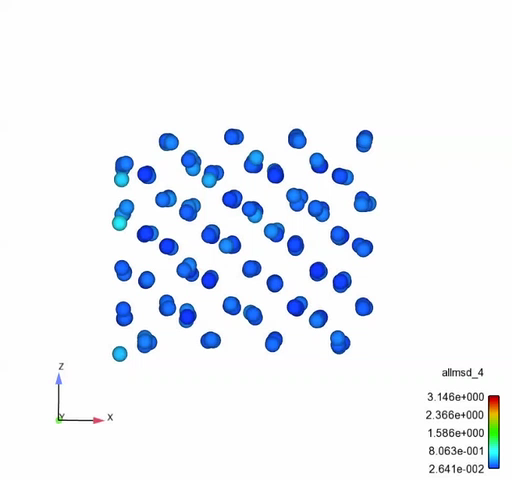 Z
Y
X
allmsd_4
3.146e+000
2.366e+000
1.586e+000
8.063e-001
2.641e-002